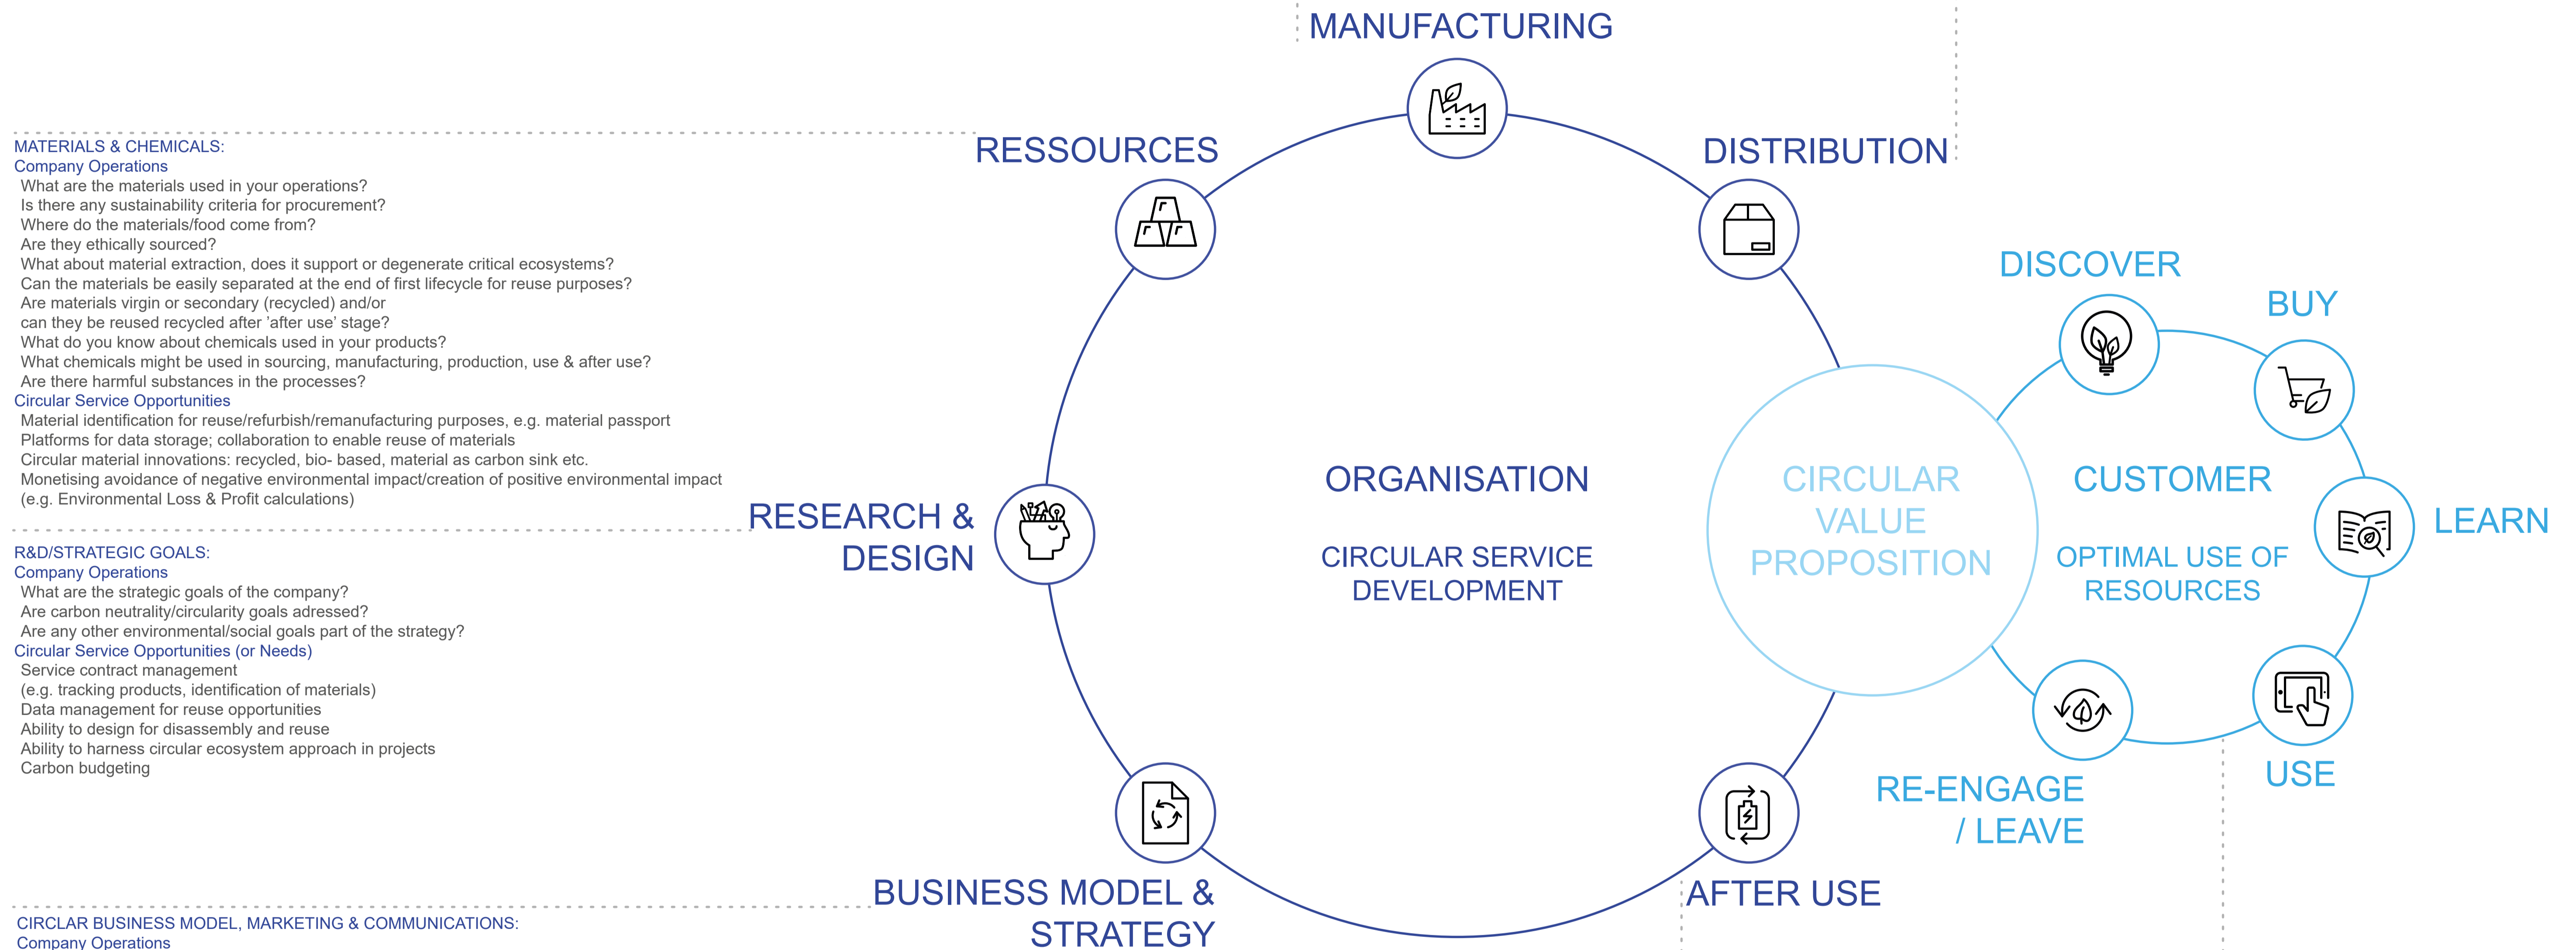 MANUFACTURING
RESSOURCES
DISTRIBUTION
MATERIALS & CHEMICALS:
Company Operations
What are the materials used in your operations?
Is there any sustainability criteria for procurement?
Where do the materials/food come from?
Are they ethically sourced?
What about material extraction, does it support or degenerate critical ecosystems?
Can the materials be easily separated at the end of first lifecycle for reuse purposes?
Are materials virgin or secondary (recycled) and/or
can they be reused recycled after 'after use' stage?
What do you know about chemicals used in your products?
What chemicals might be used in sourcing, manufacturing, production, use & after use?
Are there harmful substances in the processes?
Circular Service Opportunities
Material identification for reuse/refurbish/remanufacturing purposes, e.g. material passport
Platforms for data storage; collaboration to enable reuse of materials
Circular material innovations: recycled, bio- based, material as carbon sink etc.
Monetising avoidance of negative environmental impact/creation of positive environmental impact
(e.g. Environmental Loss & Profit calculations)
RESEARCH &
DESIGN
R&D/STRATEGIC GOALS:
Company Operations
What are the strategic goals of the company?
Are carbon neutrality/circularity goals adressed?
Are any other environmental/social goals part of the strategy?
Circular Service Opportunities (or Needs)
Service contract management
(e.g. tracking products, identification of materials)
Data management for reuse opportunities
Ability to design for disassembly and reuse
Ability to harness circular ecosystem approach in projects
Carbon budgeting
ORGANISATION
CIRCULAR SERVICE
DEVELOPMENT
CIRCULAR
VALUE
PROPOSITION
DISCOVER
BUY
CUSTOMER
OPTIMAL USE OF
RESOURCES
LEARN
USE
RE-ENGAGE
/ LEAVE
AFTER USE
BUSINESS MODEL &
STRATEGY
CIRCLAR BUSINESS MODEL, MARKETING & COMMUNICATIONS:
Company Operations